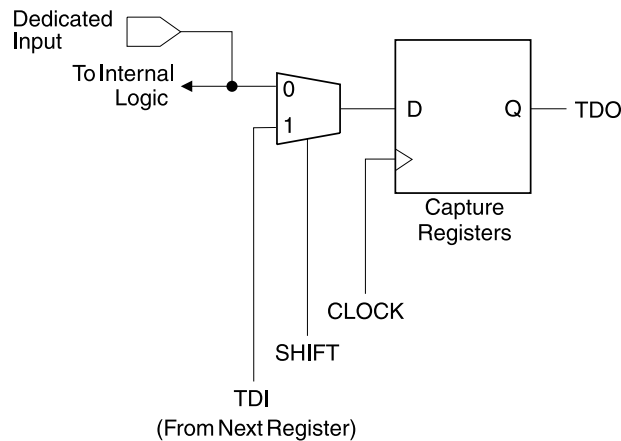 Dedicated
Input
To Internal
Logic
0
1
D
Q
TDO
Capture
Registers
CLOCK
SHIFT
TDI
(From Next Register)